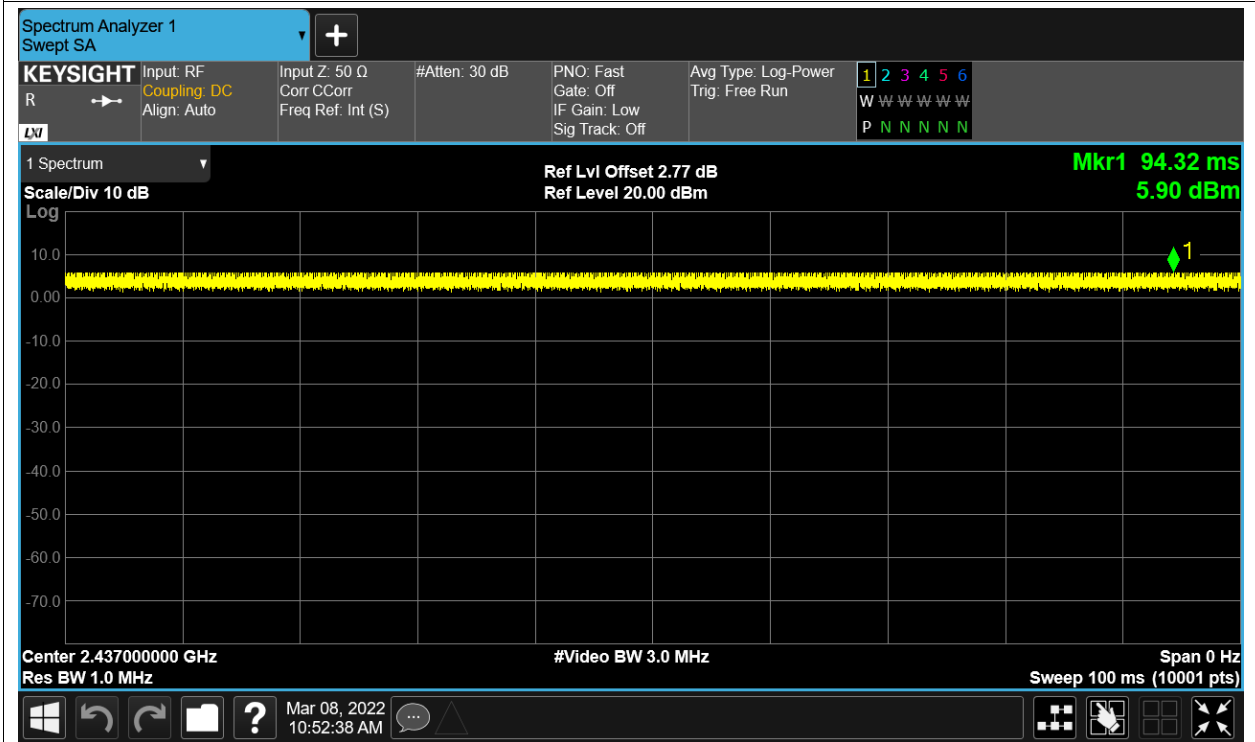 Spectrum Analyzer 1
Swept SA
KEYSIGHT
R
LXI
Input: RF
Coupling: DC
Align: Auto
Input Z: 50 Ω
Corr CCorr
Freq Ref: Int (S)
#Atten: 30 dB
PNO: Fast
Gate: Off
IF Gain: Low
Sig Track: Off
Avg Type: Log-Power
Trig: Free Run
1 2 3 4 5 6
W W W W W W
P N N N N N
1 Spectrum
Scale/Div 10 dB
Log
Ref Lvl Offset 2.77 dB
Ref Level 20.00 dBm
Mkr1 94.32 ms
5.90 dBm
1
10.0
0.00
-10.0
-20.0
-30.0
-40.0
-50.0
-60.0
-70.0
Center 2.437000000 GHz
Res BW 1.0 MHz
#Video BW 3.0 MHz
Span 0 Hz
Sweep 100 ms (10001 pts)
?
Mar 08, 2022
10:52:38 AM